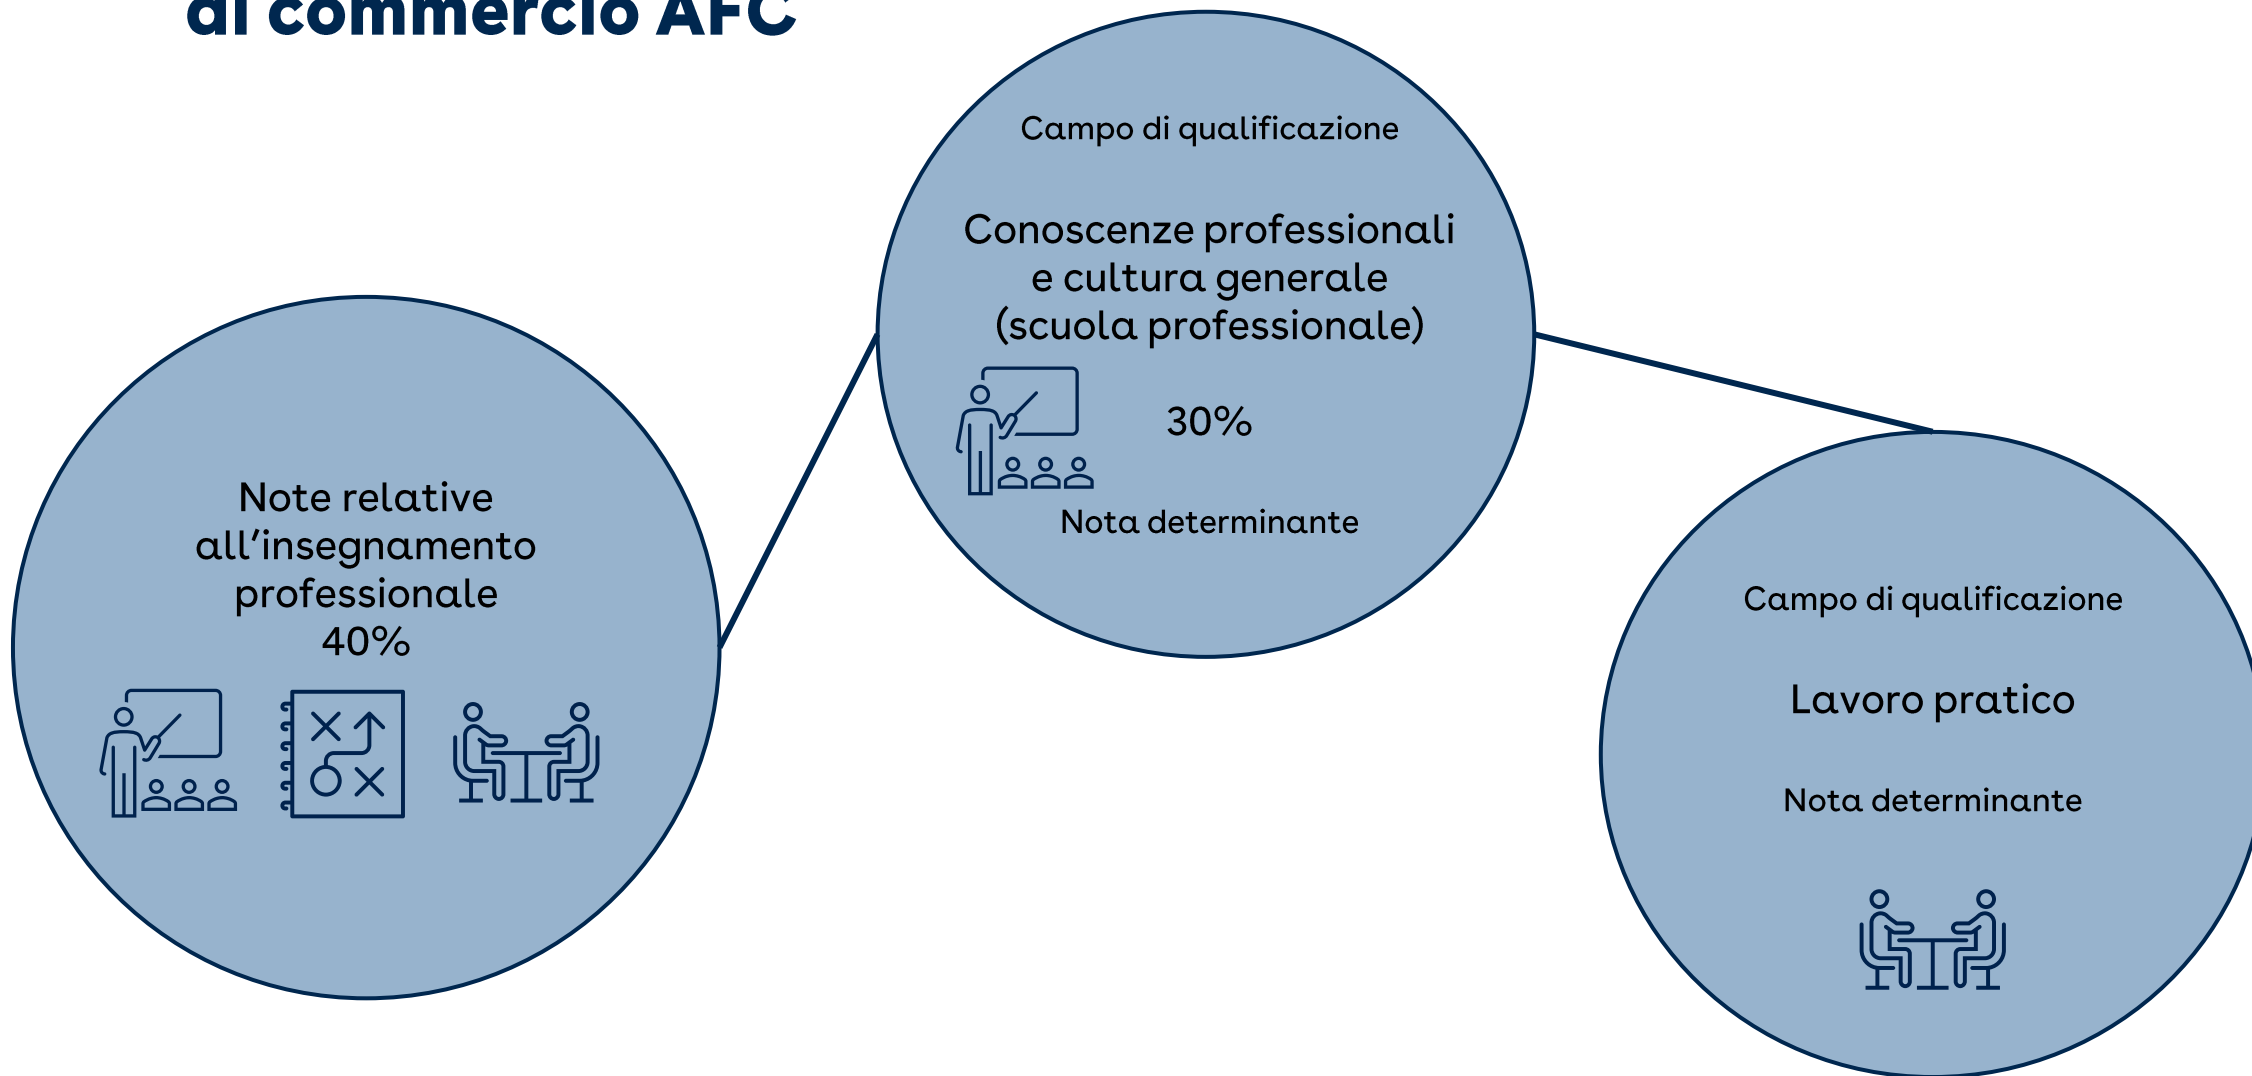 di commercio AFC
Campo di qualificazione
Conoscenze professionali
e cultura generale
(scuola professionale)
30%
Nota determinante
Note relative
all’insegnamento
professionale
40%
Campo di qualificazione
Lavoro pratico
Nota determinante